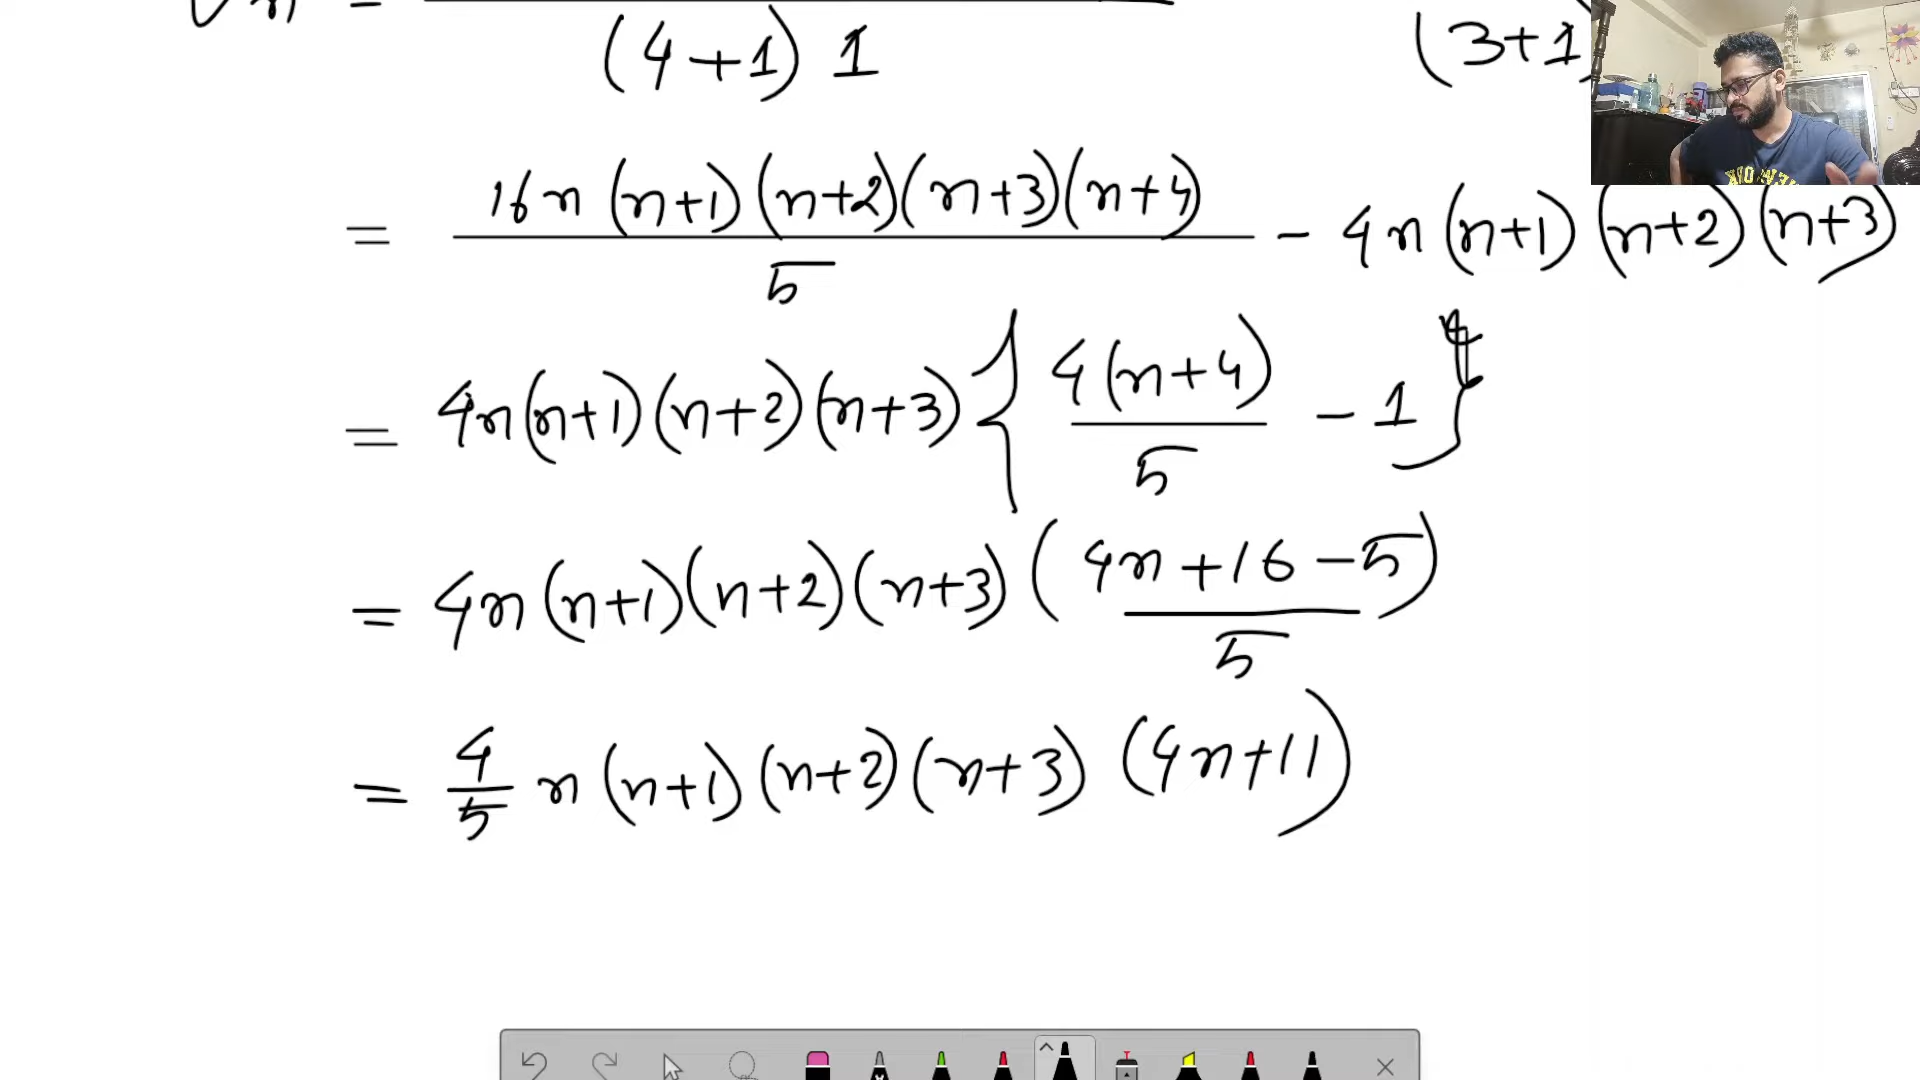 n =
(4+1) 1 (3+1)
= 16n (n+1) (n+2) (n+3) (n+4) / 5 - 4n (n+1) (n+2) (n+3)
= 4n (n+1) (n+2) (n+3) { 4(n+4) / 5 - 1 }
= 4n (n+1) (n+2) (n+3) ( 4n + 16 - 5 / 5 )
= 4/5 n (n+1) (n+2) (n+3) (4n+11)